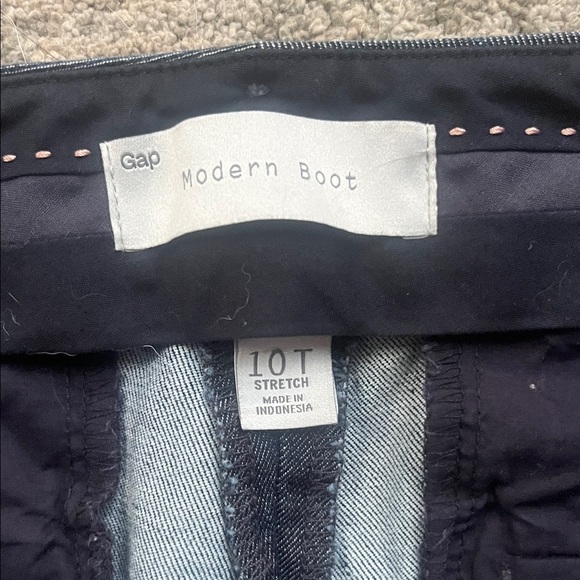 Gap
Modern Boot
10T
STRETCH
MADE IN
INDONESIA